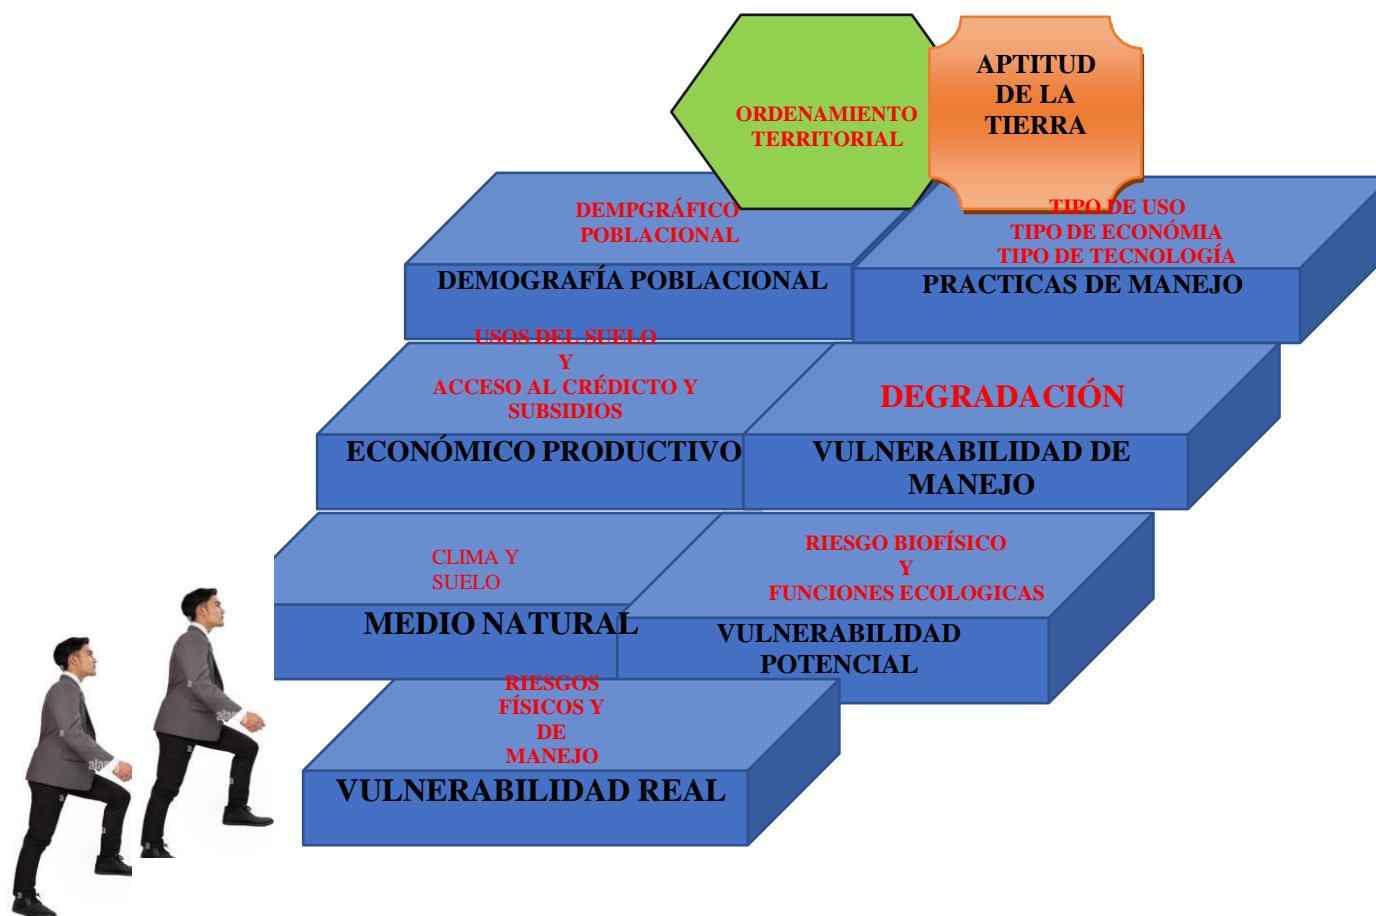 ORDENAMIENTO
TERRITORIAL
APTITUD
DE LA
TIERRA
DEMPGRÁFICO
POBLACIONAL
DEMOGRAFÍA POBLACIONAL
TIPO DE USO
TIPO DE ECONÓMIA
TIPO DE TECNOLOGÍA
PRACTICAS DE MANEJO
USOS DEL SUELO
Y
ACCESO AL CRÉDICTO Y
SUBSIDIOS
ECONÓMICO PRODUCTIVO
DEGRADACIÓN
VULNERABILIDAD DE
MANEJO
CLIMA Y
SUELO
MEDIO NATURAL
RIESGO BIOFÍSICO
Y
FUNCIONES ECOLOGICAS
VULNERABILIDAD
POTENCIAL
RIESGOS
FÍSICOS Y
DE
MANEJO
VULNERABILIDAD REAL